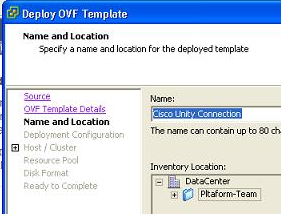 Deploy OVF Template
Name and Location
Specify a name and location for the deployed template
Source
OVF Template Details
Name and Location
Deployment Configuration
Host / Cluster
Resource Pool
Disk Format
Ready to Complete
Name:
Cisco Unity Connection
The name can contain up to 80 cha
Inventory Location:
DataCenter
Pltaform-Team